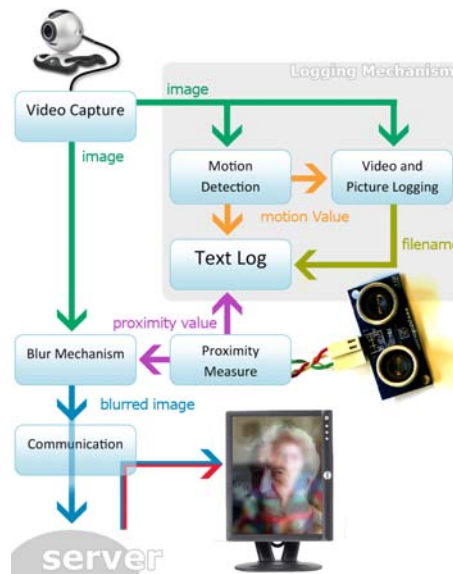 Logging Mechanism
image
Video Capture
image
Motion
Detection
Video and
Picture Logging
motion Value
filename
Text Log
proximity value
Blur Mechanism
Proximity
Measure
blurred image
Communication
server